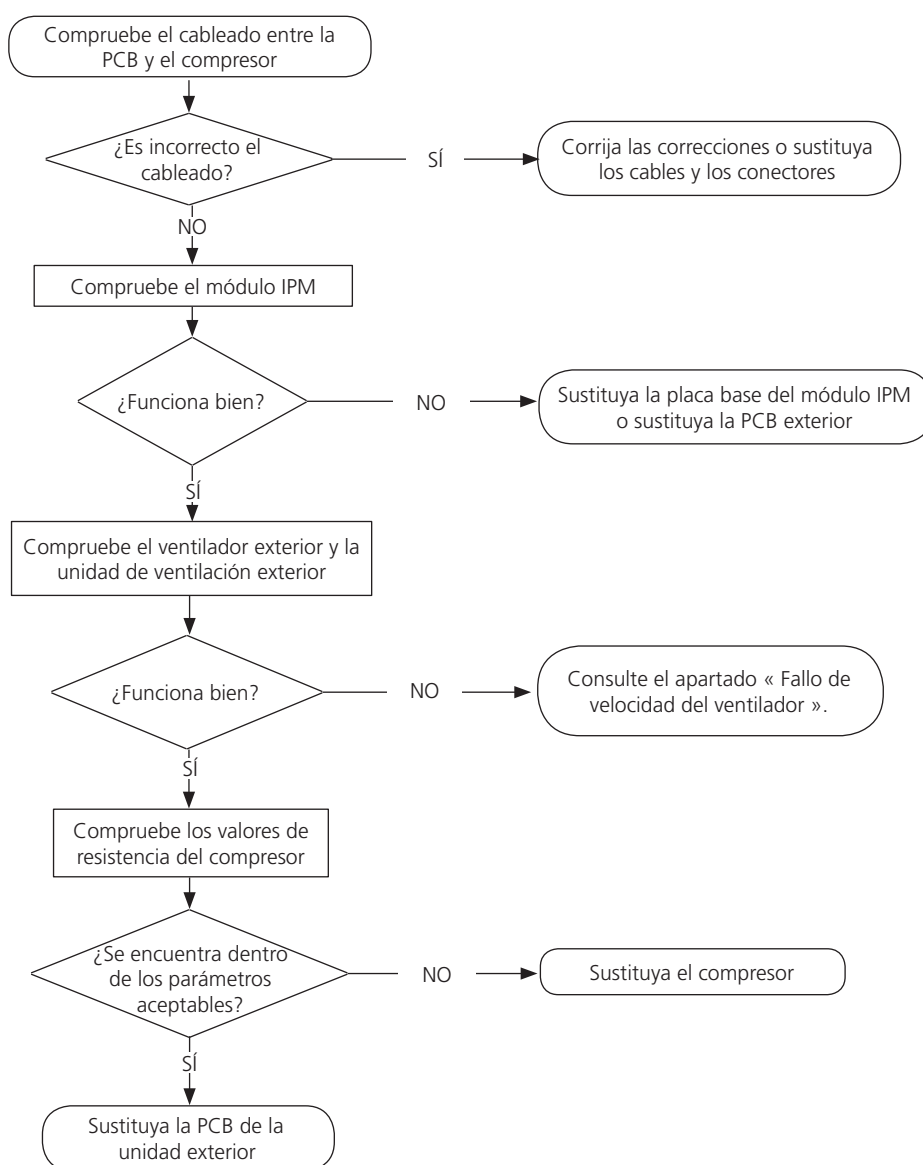 Compruebe el cableado entre la
PCB y el compresor
¿Es incorrecto el
cableado?
SÍ
Corrija las correcciones o sustituya
los cables y los conectores
NO
Compruebe el módulo IPM
¿Funciona bien?
NO
Sustituya la placa base del módulo IPM
o sustituya la PCB exterior
SÍ
Compruebe el ventilador exterior y la
unidad de ventilación exterior
¿Funciona bien?
NO
Consulte el apartado « Fallo de
velocidad del ventilador ».
SÍ
Compruebe los valores de
resistencia del compresor
¿Se encuentra dentro
de los parámetros
aceptables?
NO
Sustituya el compresor
SÍ
Sustituya la PCB de la
unidad exterior